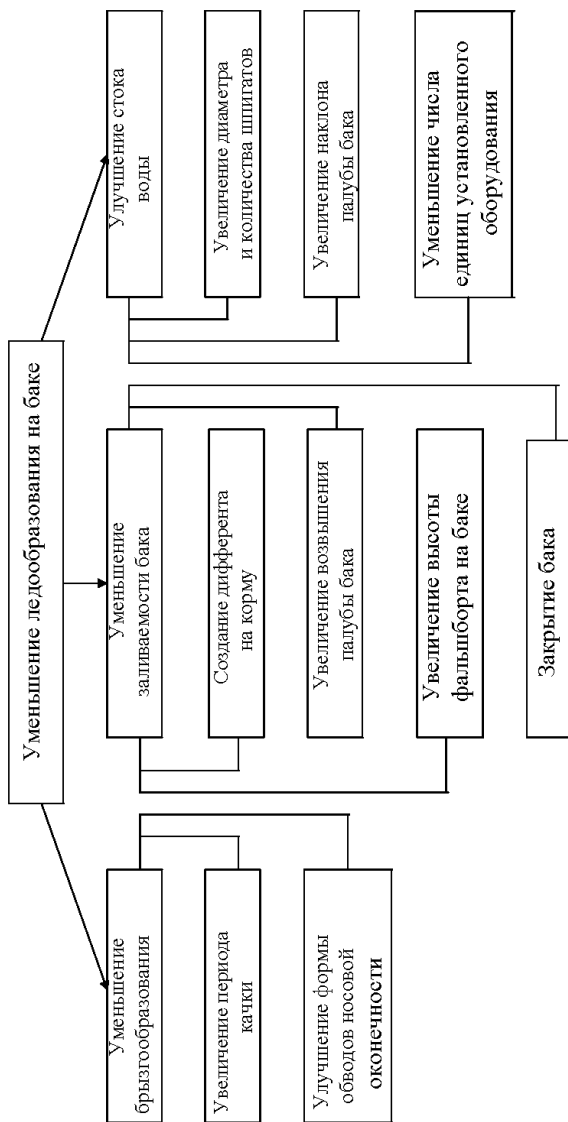 Уменьшение ледообразования на баке
Уменьшение
брызгообразования
Увеличение периода
качки
Улучшение формы
обводов носовой
оконечности
Уменьшение
заливаемости бака
Создание дифферента
на корму
Увеличение возвышения
палубы бака
Увеличение высоты
фальшборта на баке
Закрытие бака
Улучшение стока
воды
Увеличение диаметра
и количества шпигатов
Увеличение наклона
палубы бака
Уменьшение числа
единиц установленного
оборудования